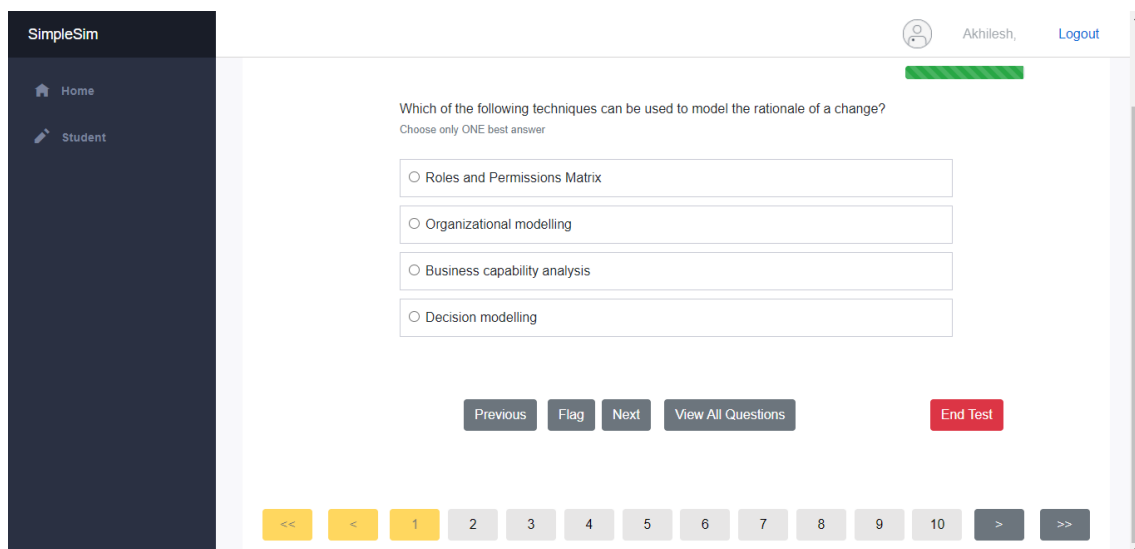 SimpleSim
Akhilesh,
Logout
Home
Student
Which of the following techniques can be used to model the rationale of a change?
Choose only ONE best answer
Roles and Permissions Matrix
Organizational modelling
Business capability analysis
Decision modelling
Previous
Flag
Next
View All Questions
End Test
<< < 1 2 3 4 5 6 7 8 9 10 > >>